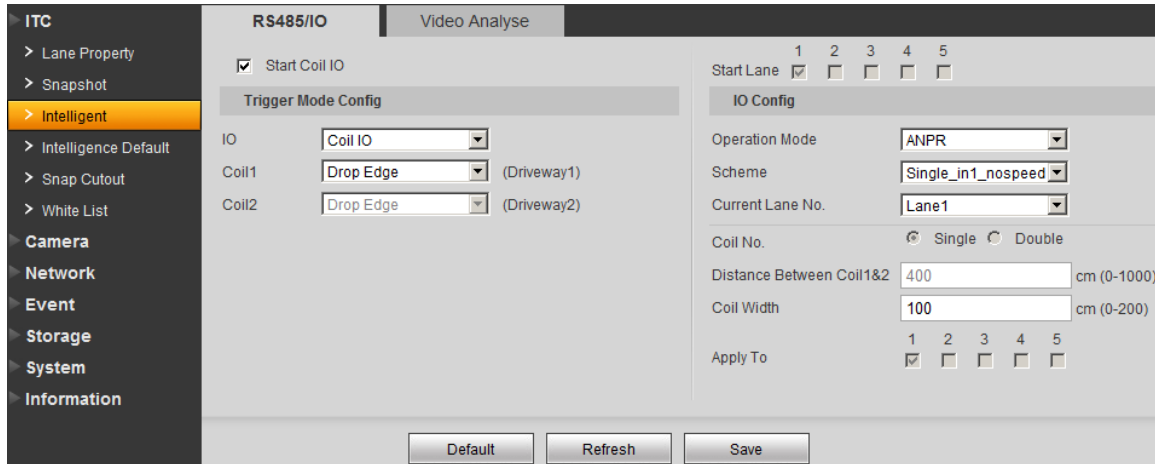 ITC
Lane Property
Snapshot
Intelligent
Intelligence Default
Snap Cutout
White List
Camera
Network
Event
Storage
System
Information
RS485/IO
Video Analyse
Start Coil IO
Trigger Mode Config
IO Coil IO
Coil1 Drop Edge (Driveway1)
Coil2 Drop Edge (Driveway2)
1 2 3 4 5
Start Lane
IO Config
Operation Mode ANPR
Scheme Single_in1_nospeed
Current Lane No. Lane1
Coil No. Single Double
Distance Between Coil1&2 400 cm (0-1000)
Coil Width 100 cm (0-200)
1 2 3 4 5
Apply To
Default Refresh Save